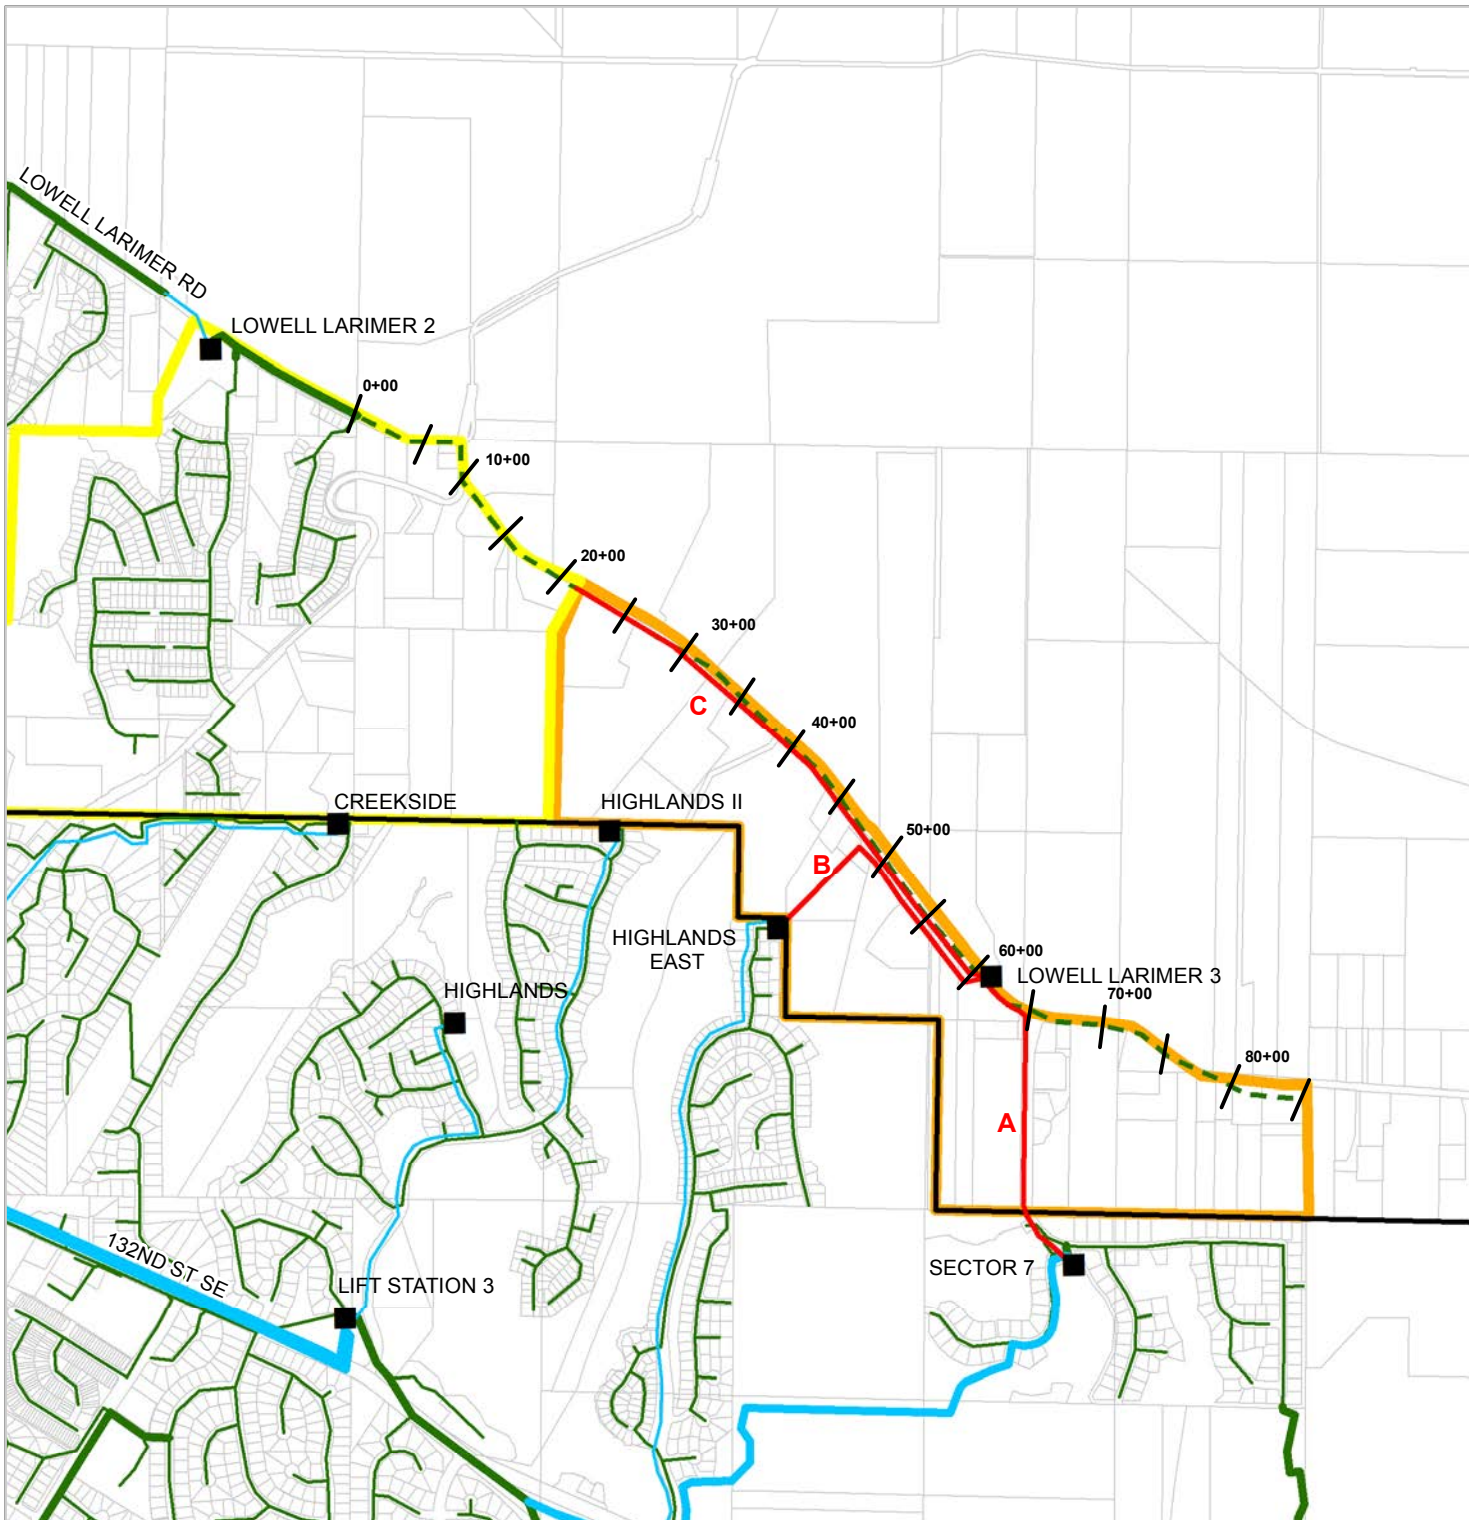 LOWELL LARIMER RD
LOWELL LARIMER 2
0+00
10+00
20+00
30+00
C
40+00
CREEKSIDE
HIGHLANDS II
50+00
B
HIGHLANDS
EAST
60+00
LOWELL LARIMER 3
HIGHLANDS
70+00
80+00
A
132ND ST SE
SECTOR 7
LIFT STATION 3